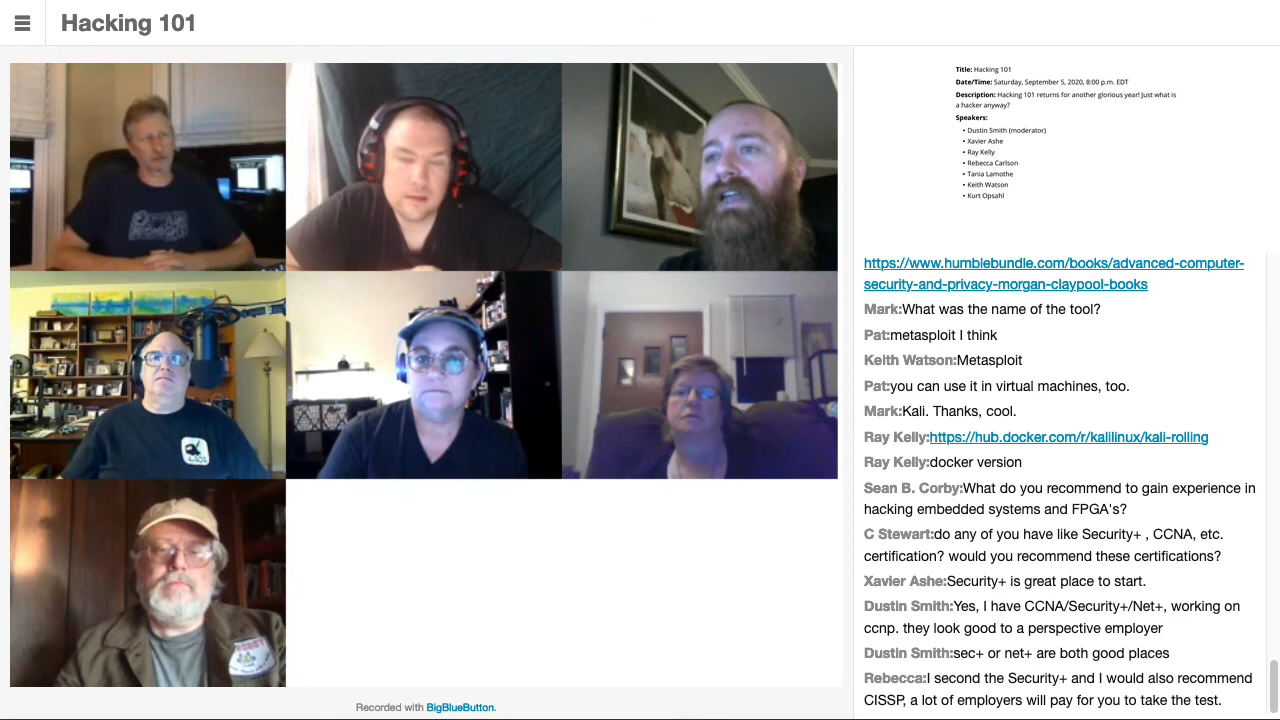 Hacking 101
Title: Hacking 101
Date/Time: Saturday, September 5, 2020, 8:00 p.m. EDT
Description: Hacking 101 returns for another glorious year! Just what is
a hacker anyway?
Speakers:
• Dustin Smith (moderator)
• Xavier Ashe
• Ray Kelly
• Rebecca Carlson
• Tania Lamothe
• Keith Watson
• Kurt Opsahl
https://www.humblebundle.com/books/advanced-computer-
security-and-privacy-morgan-claypool-books
Mark:What was the name of the tool?
Pat:metasploit I think
Keith Watson:Metasploit
Pat:you can use it in virtual machines, too.
Mark:Kali. Thanks, cool.
Ray Kelly:https://hub.docker.com/r/kalilinux/kali-rolling
Ray Kelly:docker version
Sean B. Corby:What do you recommend to gain experience in
hacking embedded systems and FPGA's?
C Stewart:do any of you have like Security+ , CCNA, etc.
certification? would you recommend these certifications?
Xavier Ashe:Security+ is great place to start.
Dustin Smith:Yes, I have CCNA/Security+/Net+, working on
ccnp. they look good to a perspective employer
Dustin Smith:sec+ or net+ are both good places
Rebecca:I second the Security+ and I would also recommend
CISSP, a lot of employers will pay for you to take the test.
Recorded with BigBlueButton.